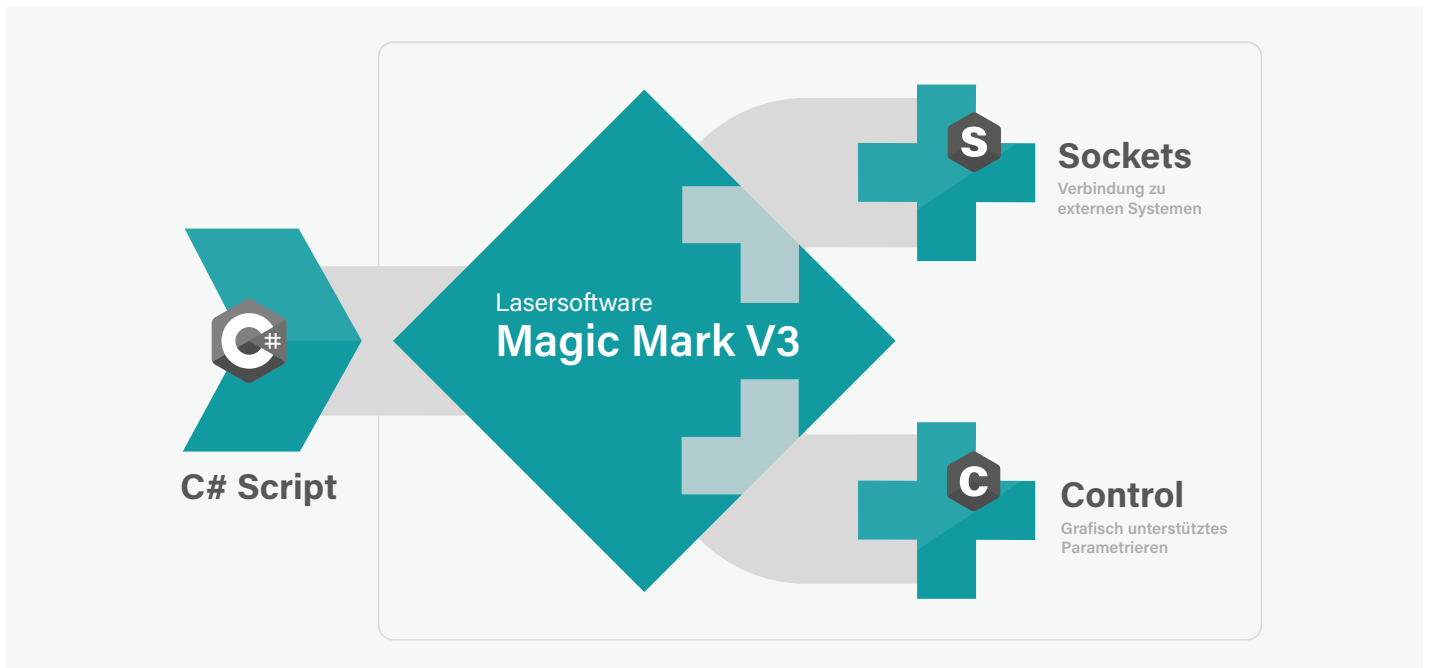 C#
C# Script
Lasersoftware
Magic Mark V3
S
Sockets
Verbindung zu
externen Systemen
C
Control
Grafisch unterstütztes
Parametrieren